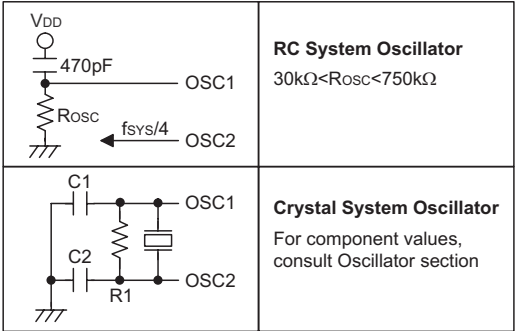 VDD
470pF
OSC1
ROSC
fSYS/4
OSC2
RC System Oscillator
30kΩ<ROSC<750kΩ
C1
OSC1
C2
OSC2
R1
Crystal System Oscillator
For component values,
consult Oscillator section